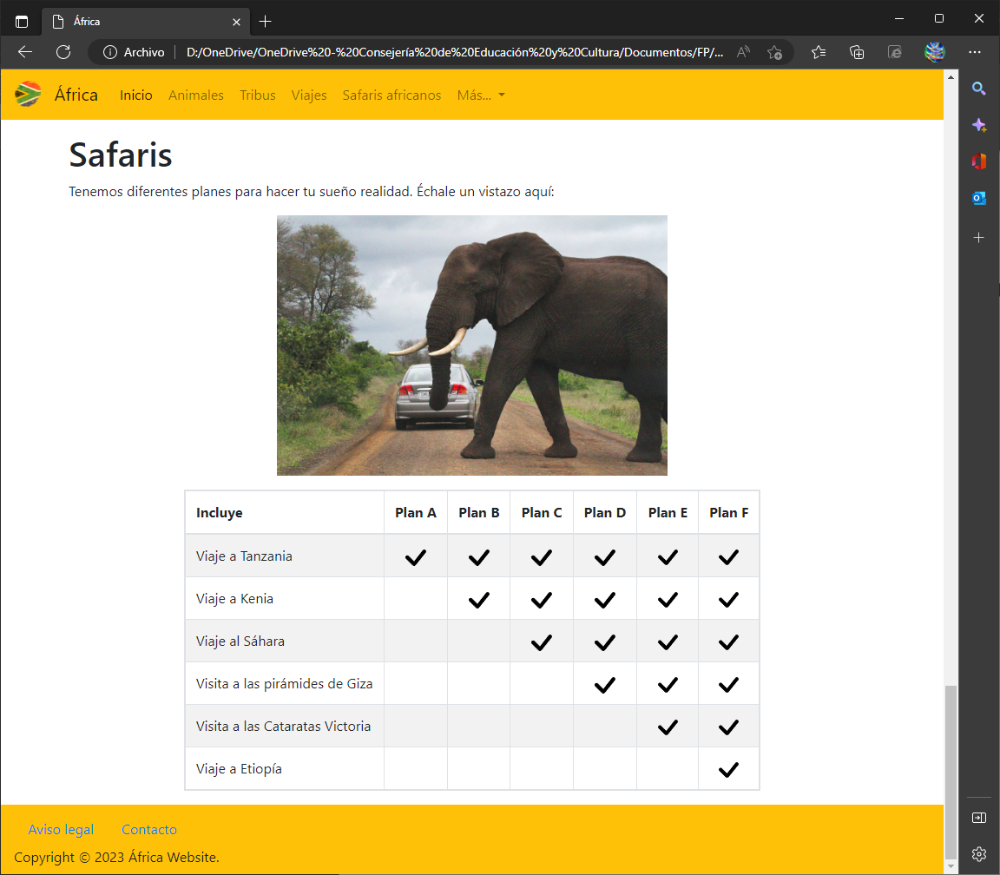 África
Archivo D:/OneDrive/OneDrive%20-%20Consejería%20de%20Educación%20y%20Cultura/Documentos/FP/...
África Inicio Animales Tribus Viajes Safaris africanos Más...
Safaris
Tenemos diferentes planes para hacer tu sueño realidad. Échale un vistazo aquí:
Incluye Plan A Plan B Plan C Plan D Plan E Plan F
Viaje a Tanzania
Viaje a Kenia
Viaje al Sáhara
Visita a las pirámides de Giza
Visita a las Cataratas Victoria
Viaje a Etiopía
Aviso legal Contacto
Copyright © 2023 África Website.